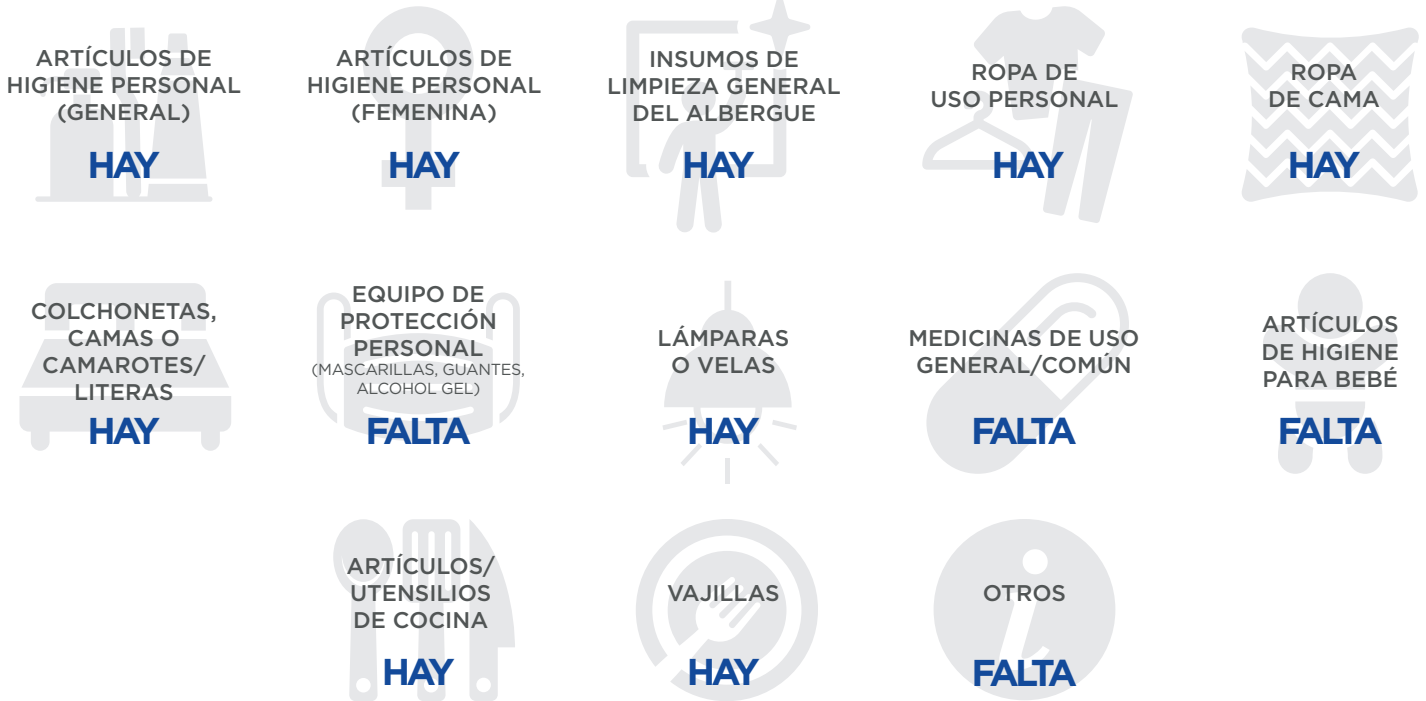 ARTÍCULOS DE
HIGIENE PERSONAL
(GENERAL)
HAY
ARTÍCULOS DE
HIGIENE PERSONAL
(FEMENINA)
HAY
INSUMOS DE
LIMPIEZA GENERAL
DEL ALBERGUE
HAY
ROPA DE
USO PERSONAL
HAY
ROPA
DE CAMA
HAY
COLCHONETAS,
CAMAS O
CAMAROTES/
LITERAS
HAY
EQUIPO DE
PROTECCIÓN
PERSONAL
(MASCARILLAS, GUANTES,
ALCOHOL GEL)
FALTA
LÁMPARAS
O VELAS
HAY
MEDICINAS DE USO
GENERAL/COMÚN
FALTA
ARTÍCULOS
DE HIGIENE
PARA BEBÉ
FALTA
ARTÍCULOS/
UTENSILIOS
DE COCINA
HAY
VAJILLAS
HAY
OTROS
FALTA